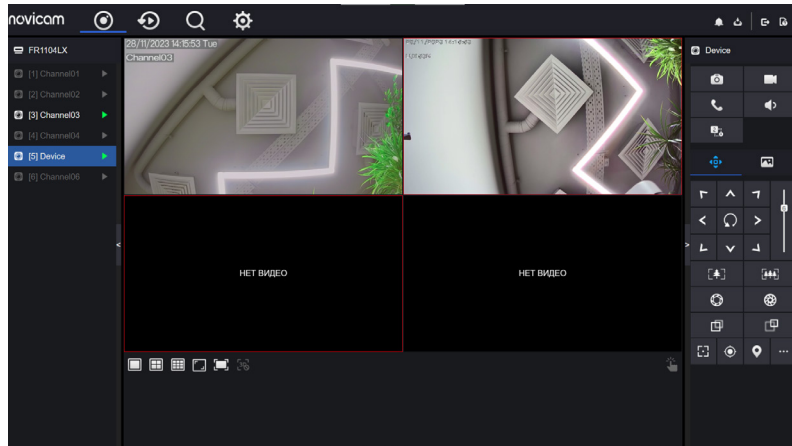 novicam
FR1104LX
[1] Channel01
[2] Channel02
[3] Channel03
[4] Channel04
[5] Device
[6] Channel06
28/11/2023 14:15:53 Tue
Channel03
НЕТ ВИДЕО
НЕТ ВИДЕО
Device